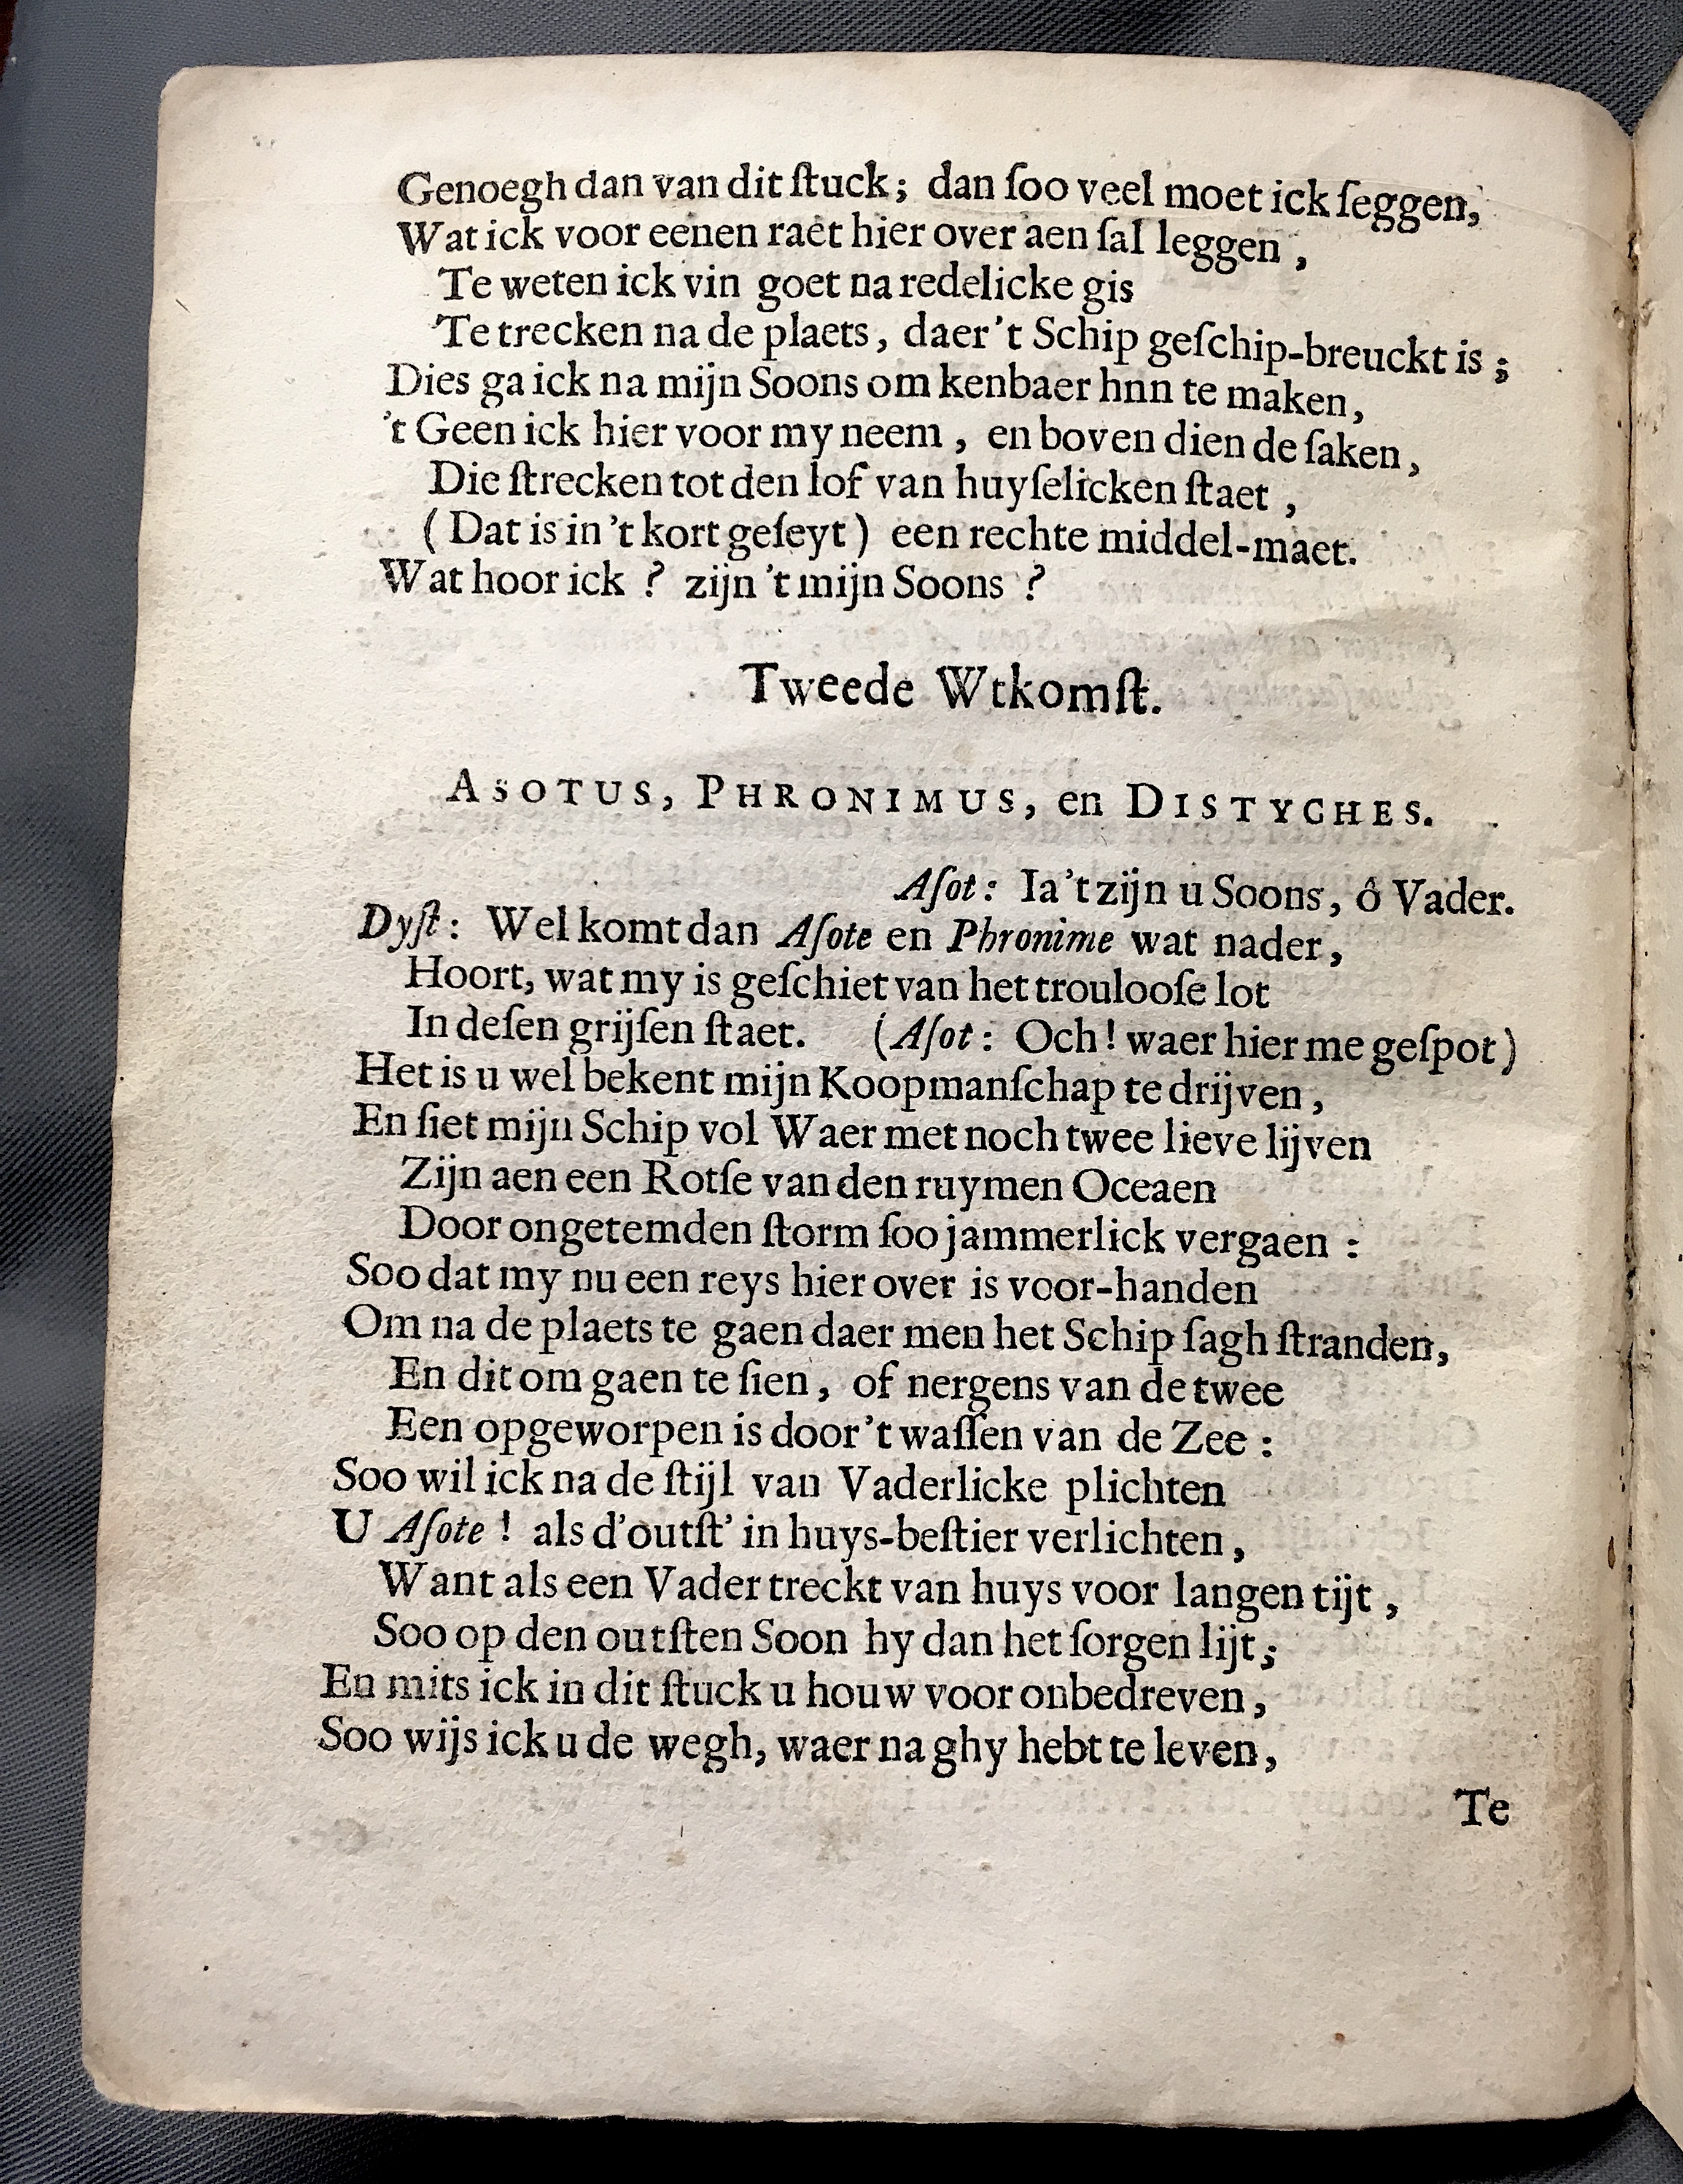 Genoegh dan van dit ſtuck; dan ſoo veel moet ick ſeggen,
Wat ick voor eenen raet hier over aen ſal leggen ,
Te weten ick vin goet na redelicke gis
Te trecken na de plaets, daer 't Schip geſchip-breuckt is ;
Dies ga ick na mijn Soons om kenbaer hnn te maken,
't Geen ick hier voor my neem , en boven dien de ſaken,
Die ſtrecken tot den lof van huyſelicken ſtaet ,
( Dat is in 't kort geſeyt ) een rechte middel-maet.
Wat hoor ick ? zijn 't mijn Soons ?
Tweede Wtkomſt.
ASOTUS, PHRONIMUS, en DISTYCHES.
Aſot: Ia 't zijn u Soons, ô Vader.
Dyſt: Wel komt dan Aſote en Phronime wat nader,
Hoort, wat my is geſchiet van het trouloofe lot
In deſen grijſen ſtaet. (Aſot: Och! waer hier me geſpot)
Het is u wel bekent mijn Koopmanſchap te drijven,
En ſiet mijn Schip vol Waer met noch twee lieve lijven
Zijn aen een Rotſe van den ruymen Oceaen
Door ongetemden ſtorm ſoo jammerlick vergaen :
Soo dat my nu een reys hier over is voor-handen
Om na de plaets te gaen daer men het Schip ſagh ſtranden,
En dit om gaen te ſien, of nergens van de twee
Een opgeworpen is door 't waſſen van de Zee :
Soo wil ick na de ſtijl van Vaderlicke plichten
U Aſote ! als d'outſt' in huys-beſtier verlichten,
Want als een Vader treckt van huys voor langen tijt ,
Soo op den outſten Soon hy dan het ſorgen lijt;
En mits ick in dit ſtuck u houw voor onbedreven,
Soo wijs ick u de wegh, waer na ghy hebt te leven,
Te